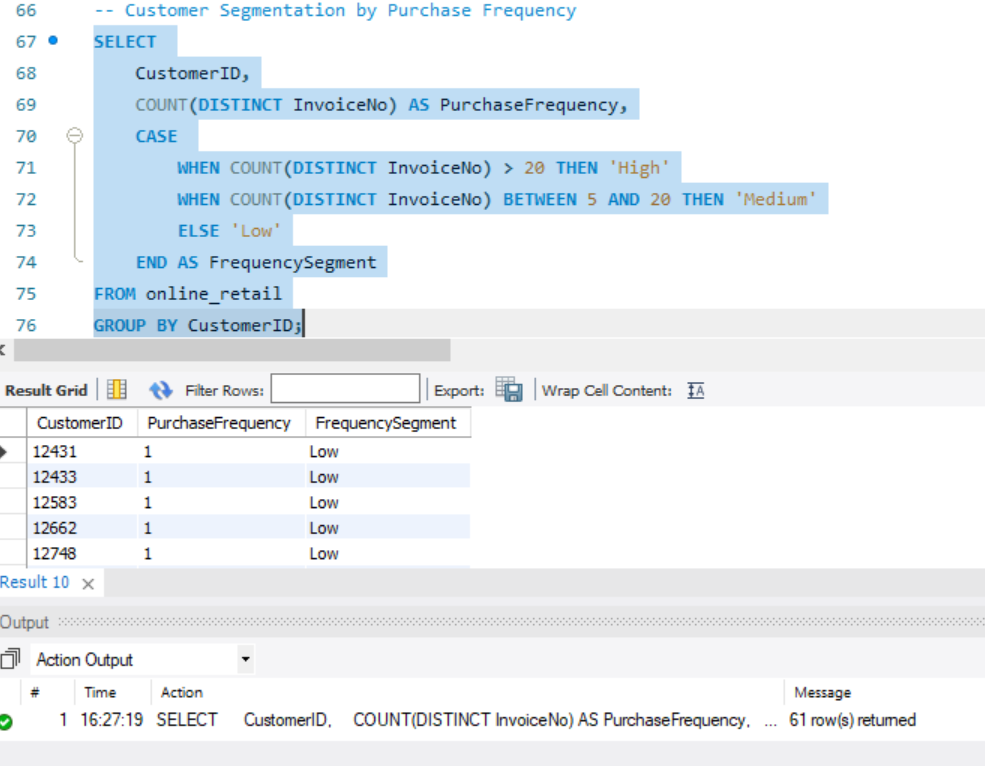 66 -- Customer Segmentation by Purchase Frequency
67 SELECT
68 CustomerID,
69 COUNT(DISTINCT InvoiceNo) AS PurchaseFrequency,
70 CASE
71 WHEN COUNT(DISTINCT InvoiceNo) > 20 THEN 'High'
72 WHEN COUNT(DISTINCT InvoiceNo) BETWEEN 5 AND 20 THEN 'Medium'
73 ELSE 'Low'
74 END AS FrequencySegment
75 FROM online_retail
76 GROUP BY CustomerID;
Result Grid Filter Rows: Export: Wrap Cell Content:
CustomerID PurchaseFrequency FrequencySegment
12431 1 Low
12433 1 Low
12583 1 Low
12662 1 Low
12748 1 Low
Result 10
Output
Action Output
# Time Action Message
1 16:27:19 SELECT CustomerID, COUNT(DISTINCT InvoiceNo) AS PurchaseFrequency, ... 61 row(s) returned